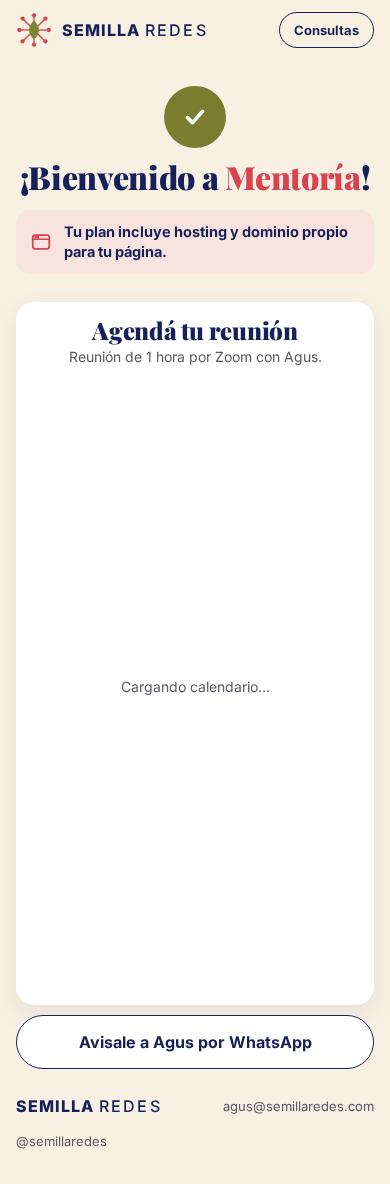 SEMILLA REDES
Consultas
¡Bienvenido a Mentoría!
Tu plan incluye hosting y dominio propio
para tu página.
Agendá tu reunión
Reunión de 1 hora por Zoom con Agus.
Cargando calendario...
Avisale a Agus por WhatsApp
SEMILLA REDES
agus@semillaredes.com
@semillaredes